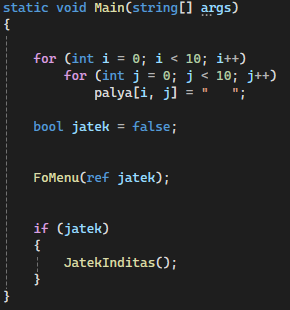 static void Main(string[] args)
{
for (int i = 0; i < 10; i++)
for (int j = 0; j < 10; j++)
palya[i, j] = "   ";
bool jatek = false;
FoMenu(ref jatek);
if (jatek)
{
JatekInditas();
}
}